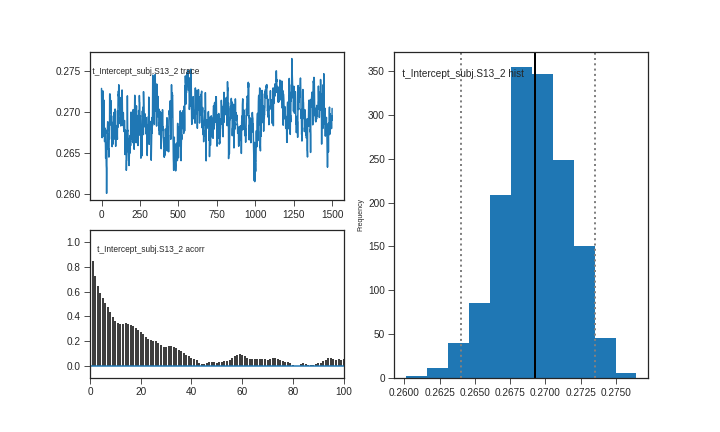 t_Intercept_subj.S13_2 trace
0.275
0.270
0.265
0.260
0 250 500 750 1000 1250 1500
t_Intercept_subj.S13_2 acorr
1.0
0.8
0.6
0.4
0.2
0.0
0 20 40 60 80 100
t_Intercept_subj.S13_2 hist
Frequency
350
300
250
200
150
100
50
0
0.2600 0.2625 0.2650 0.2675 0.2700 0.2725 0.2750